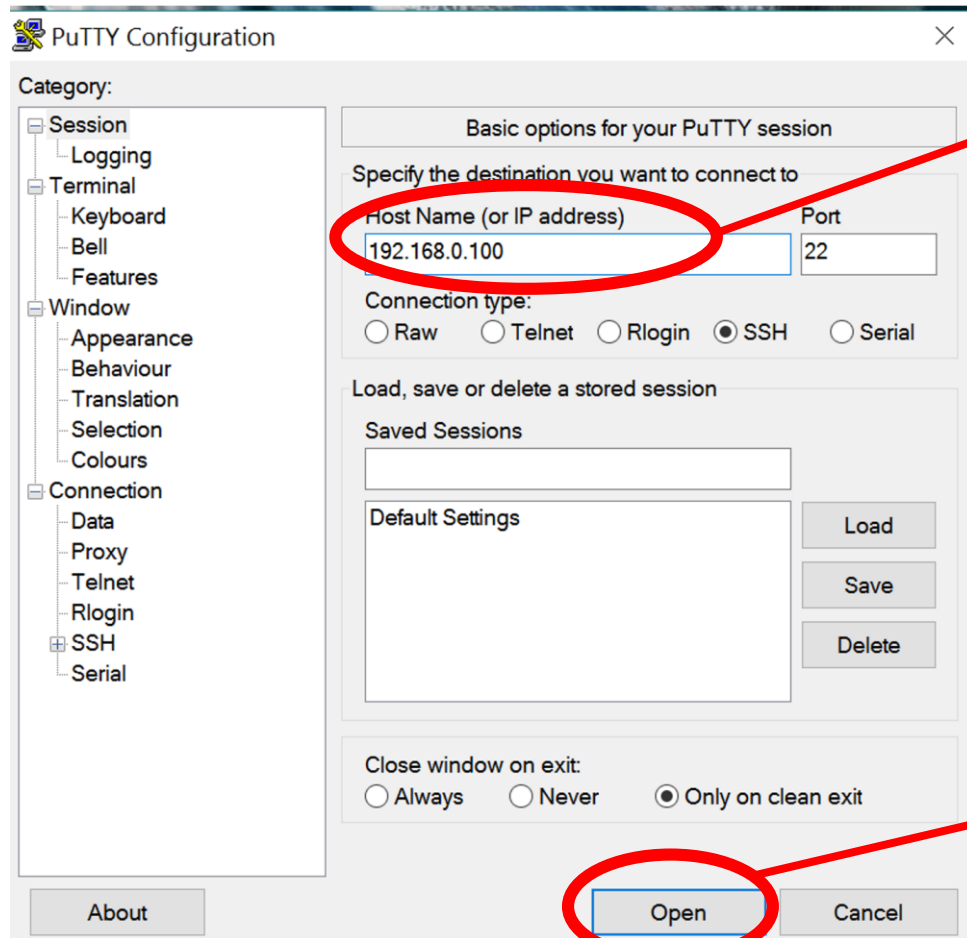 PuTTY Configuration
Category:
Session
Logging
Terminal
Keyboard
Bell
Features
Window
Appearance
Behaviour
Translation
Selection
Colours
Connection
Data
Proxy
Telnet
Rlogin
SSH
Serial
Basic options for your PuTTY session
Specify the destination you want to connect to
Host Name (or IP address) Port
192.168.0.100 22
Connection type:
Raw Telnet Rlogin SSH Serial
Load, save or delete a stored session
Saved Sessions
Default Settings
Load
Save
Delete
Close window on exit:
Always Never Only on clean exit
About Open Cancel